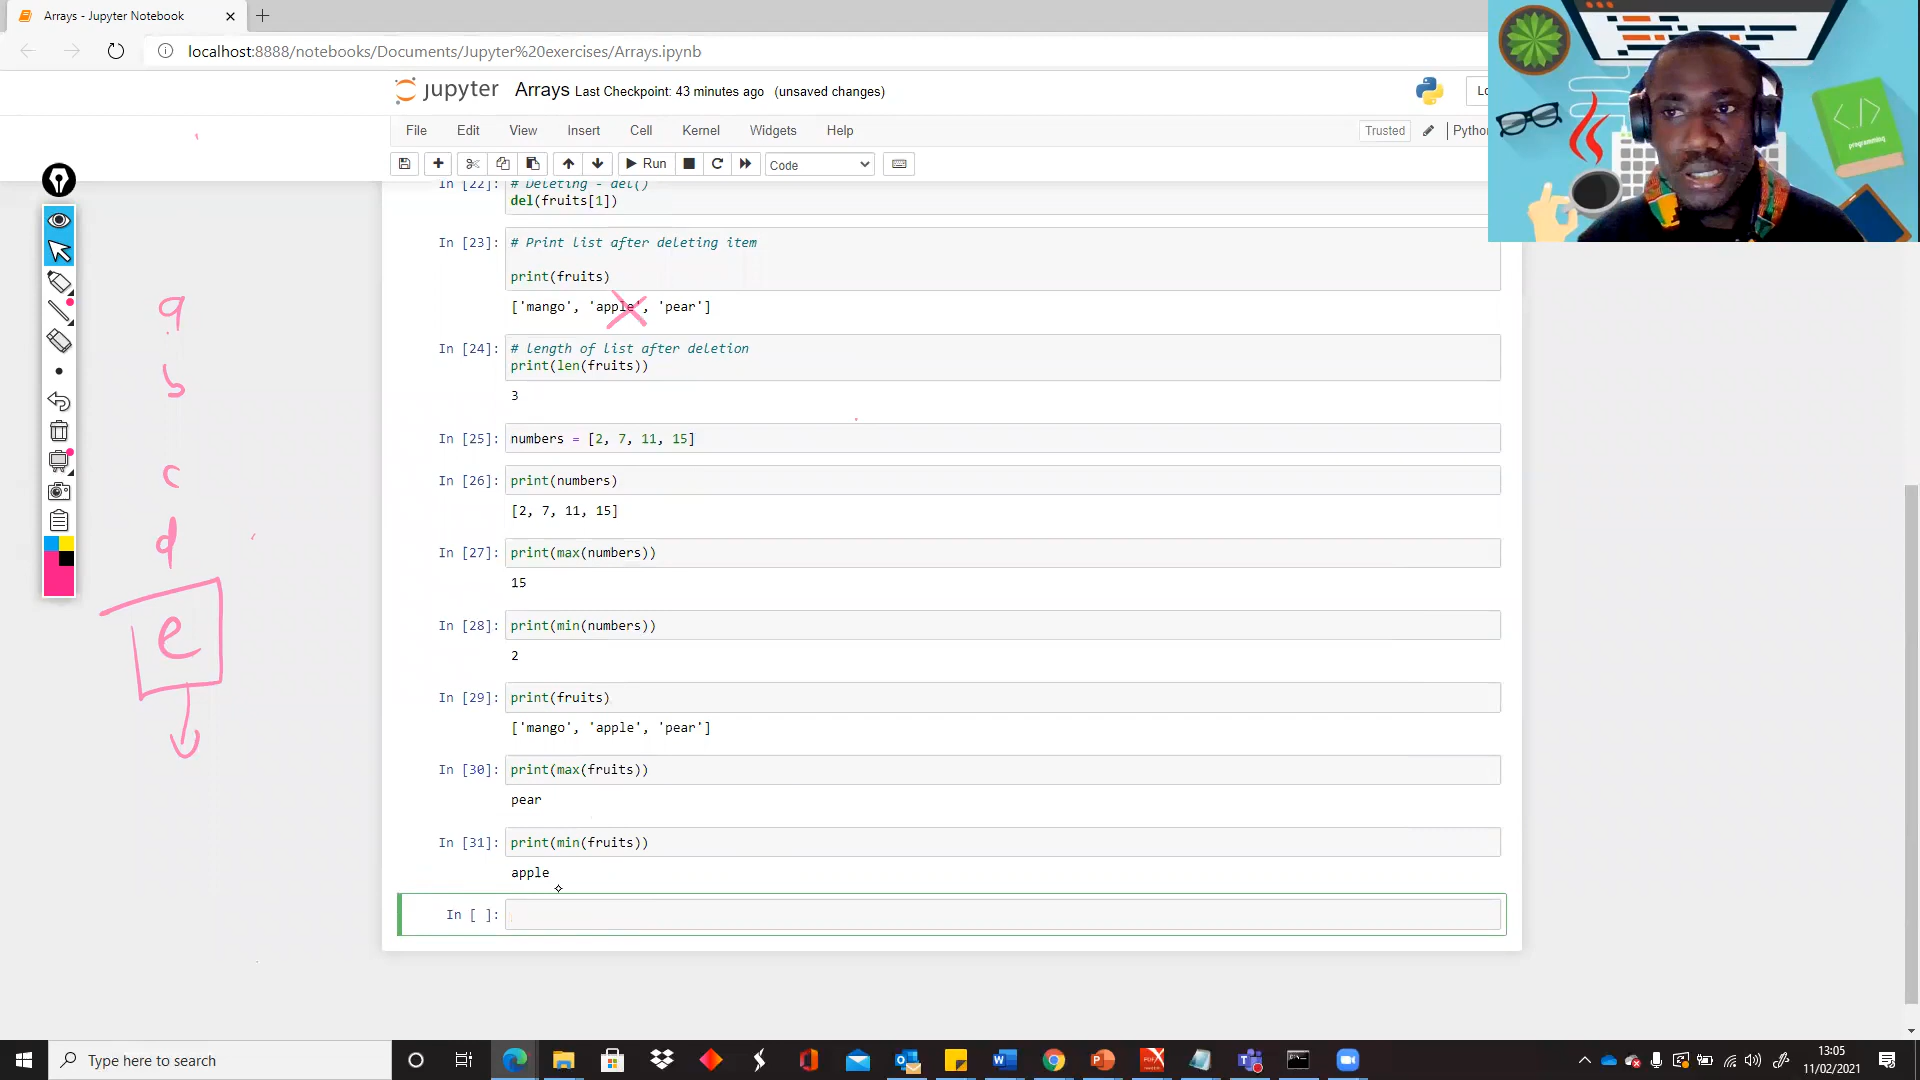 Arrays - Jupyter Notebook
localhost:8888/notebooks/Documents/Jupyter%20exercises/Arrays.ipynb
jupyter Arrays Last Checkpoint: 43 minutes ago (unsaved changes)
File Edit View Insert Cell Kernel Widgets Help
Trusted
Run Code
In [22]: # Deleting - del()
del(fruits[1])
In [23]: # Print list after deleting item
print(fruits)
['mango', 'apple', 'pear']
In [24]: # length of list after deletion
print(len(fruits))
3
In [25]: numbers = [2, 7, 11, 15]
In [26]: print(numbers)
[2, 7, 11, 15]
In [27]: print(max(numbers))
15
In [28]: print(min(numbers))
2
In [29]: print(fruits)
['mango', 'apple', 'pear']
In [30]: print(max(fruits))
pear
In [31]: print(min(fruits))
apple
In [ ]:
a
b
c
d
e
</> 
programming
Type here to search
13:05
11/02/2021